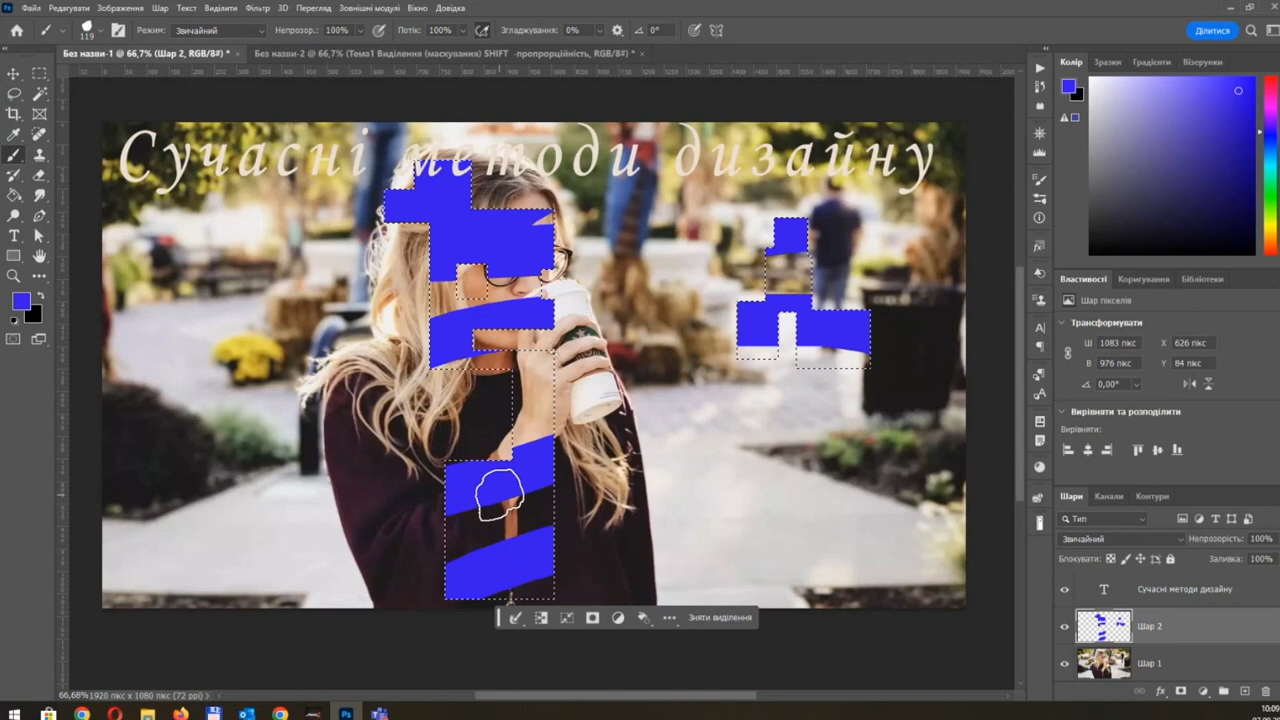 Файл Редагувати Зображення Шар Текст Виділити Фільтр 3D Перегляд Зовнішні модулі Вікно Довідка
119 Режим: Звичайний Непрозор.: 100% Потік: 100% Згладжування: 0% 0° Ділитися
Без назви-1 @ 66,7% (Шар 2, RGB/8#) * × Без назви-2 @ 66,7% (Тема1 Виділення (маскування) SHIFT -пропорційність, RGB/8#) * ×
Колір Зразки Градієнти Візерунки
Сучасні методи дизайну
Властивості Коригування Бібліотеки
Шар пікселів
Трансформувати
Ш 1083 пікс X 626 пікс
В 976 пікс Y 84 пікс
0,00°
Вирівняти та розподілити
Вирівняти:
Шари Канали Контури
Тип
Звичайний Непрозорість: 100%
Блокувати: Заливка: 100%
Сучасні методи дизайну
Шар 2
Шар 1
Зняти виділення
66,68% 1920 пікс x 1080 пікс (72 ppi)
10:09